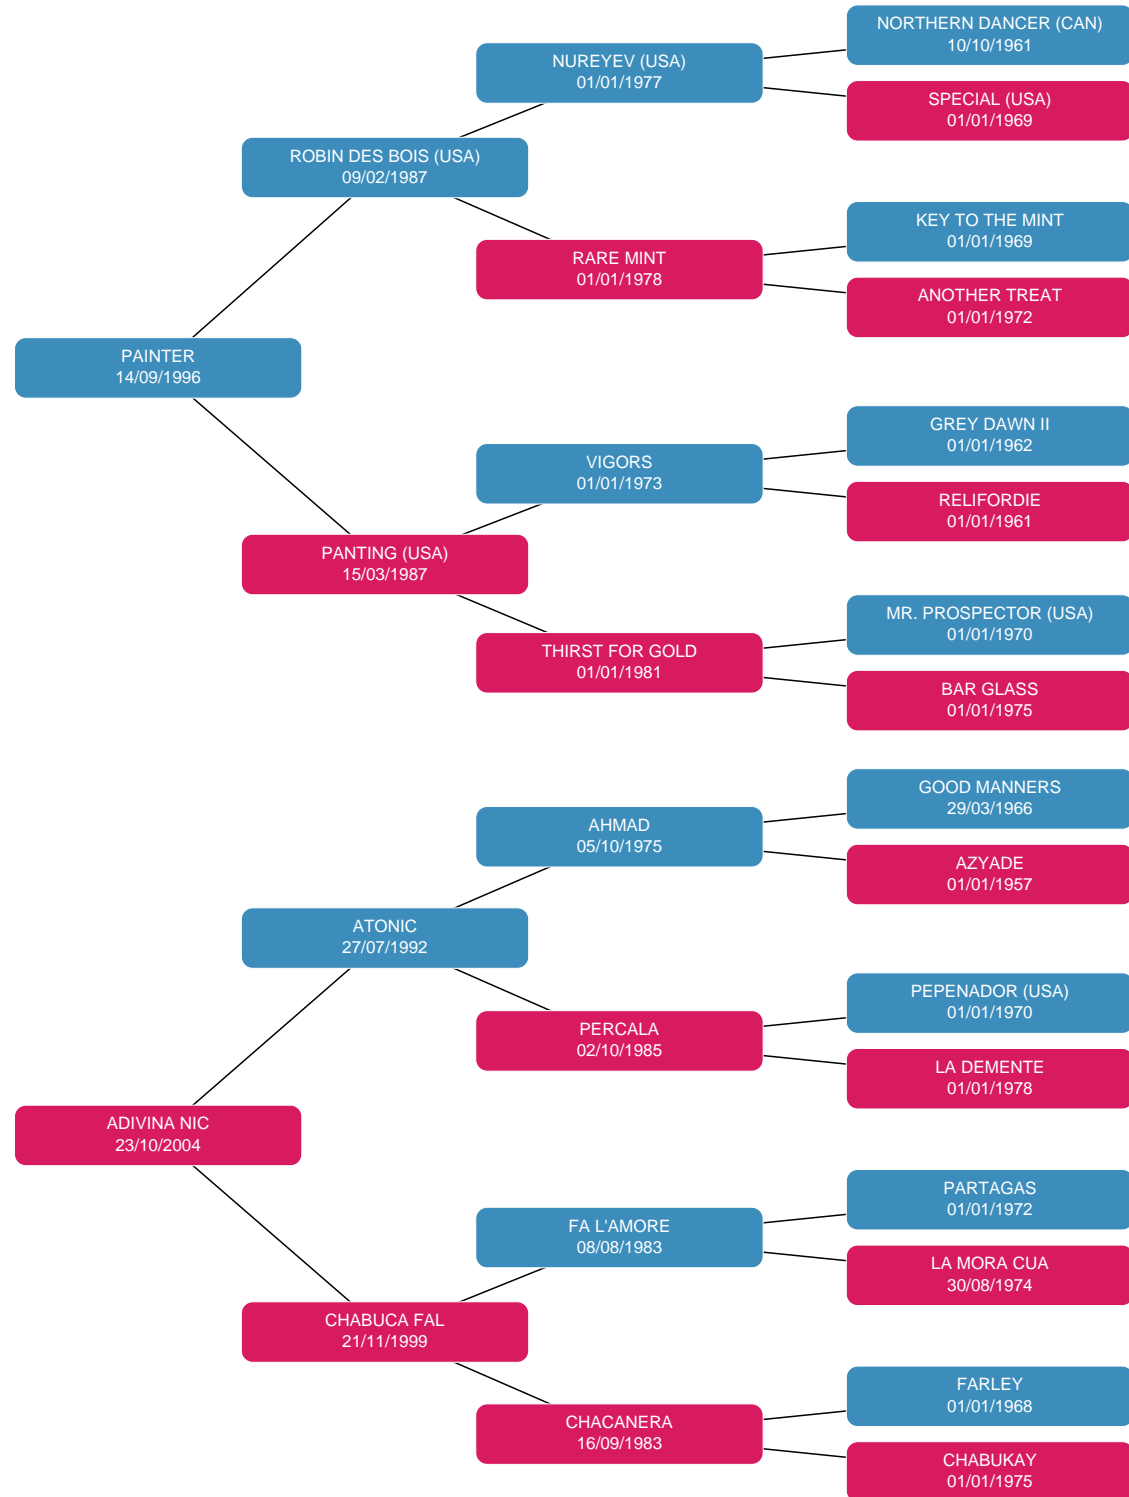 NORTHERN DANCER (CAN)
10/10/1961
NUREYEV (USA)
01/01/1977
SPECIAL (USA)
01/01/1969
ROBIN DES BOIS (USA)
09/02/1987
KEY TO THE MINT
01/01/1969
RARE MINT
01/01/1978
ANOTHER TREAT
01/01/1972
PAINTER
14/09/1996
GREY DAWN II
01/01/1962
VIGORS
01/01/1973
RELIFORDIE
01/01/1961
PANTING (USA)
15/03/1987
MR. PROSPECTOR (USA)
01/01/1970
THIRST FOR GOLD
01/01/1981
BAR GLASS
01/01/1975
GOOD MANNERS
29/03/1966
AHMAD
05/10/1975
AZYADE
01/01/1957
ATONIC
27/07/1992
PEPENADOR (USA)
01/01/1970
PERCALA
02/10/1985
LA DEMENTE
01/01/1978
ADIVINA NIC
23/10/2004
PARTAGAS
01/01/1972
FA L'AMORE
08/08/1983
LA MORA CUA
30/08/1974
CHABUCA FAL
21/11/1999
FARLEY
01/01/1968
CHACANERA
16/09/1983
CHABUKAY
01/01/1975